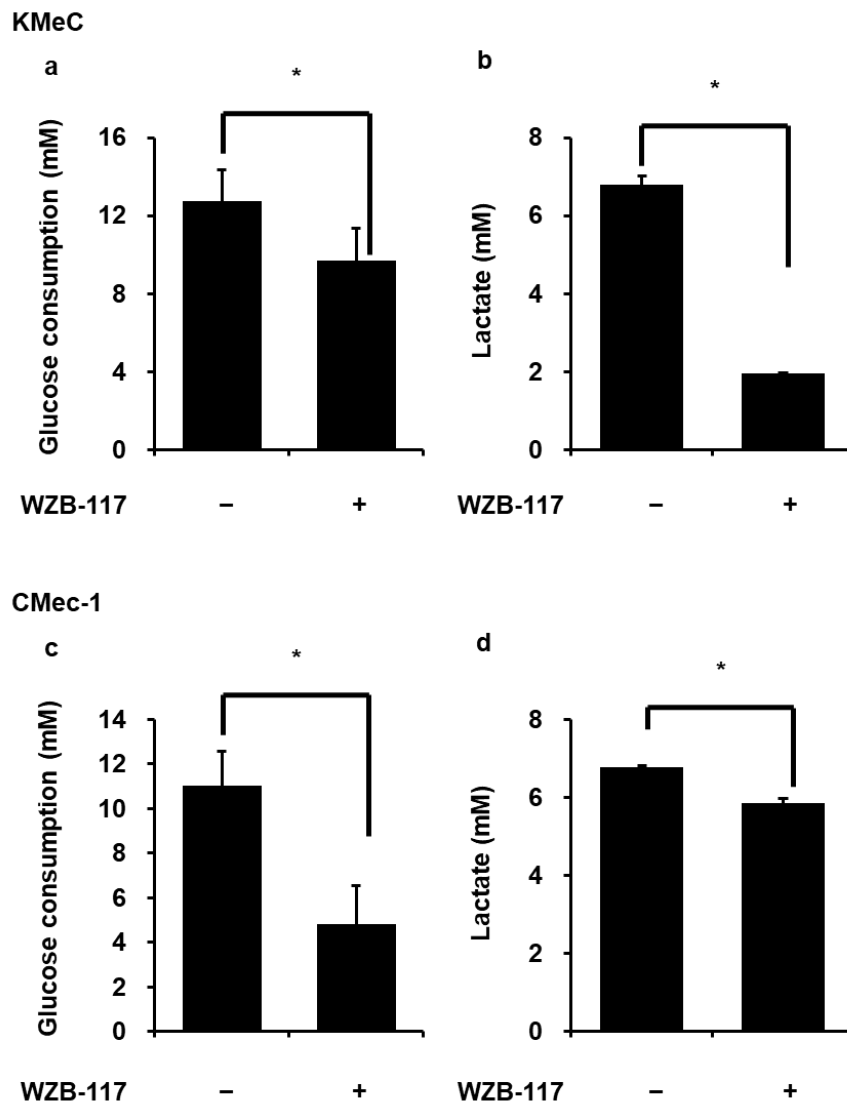 KMeC
a
*
Glucose consumption (mM)
16
12
8
4
0
WZB-117 – +
b
*
Lactate (mM)
8
6
4
2
0
WZB-117 – +
CMec-1
c
*
Glucose consumption (mM)
14
12
10
8
6
4
2
0
WZB-117 – +
d
*
Lactate (mM)
8
6
4
2
0
WZB-117 – +